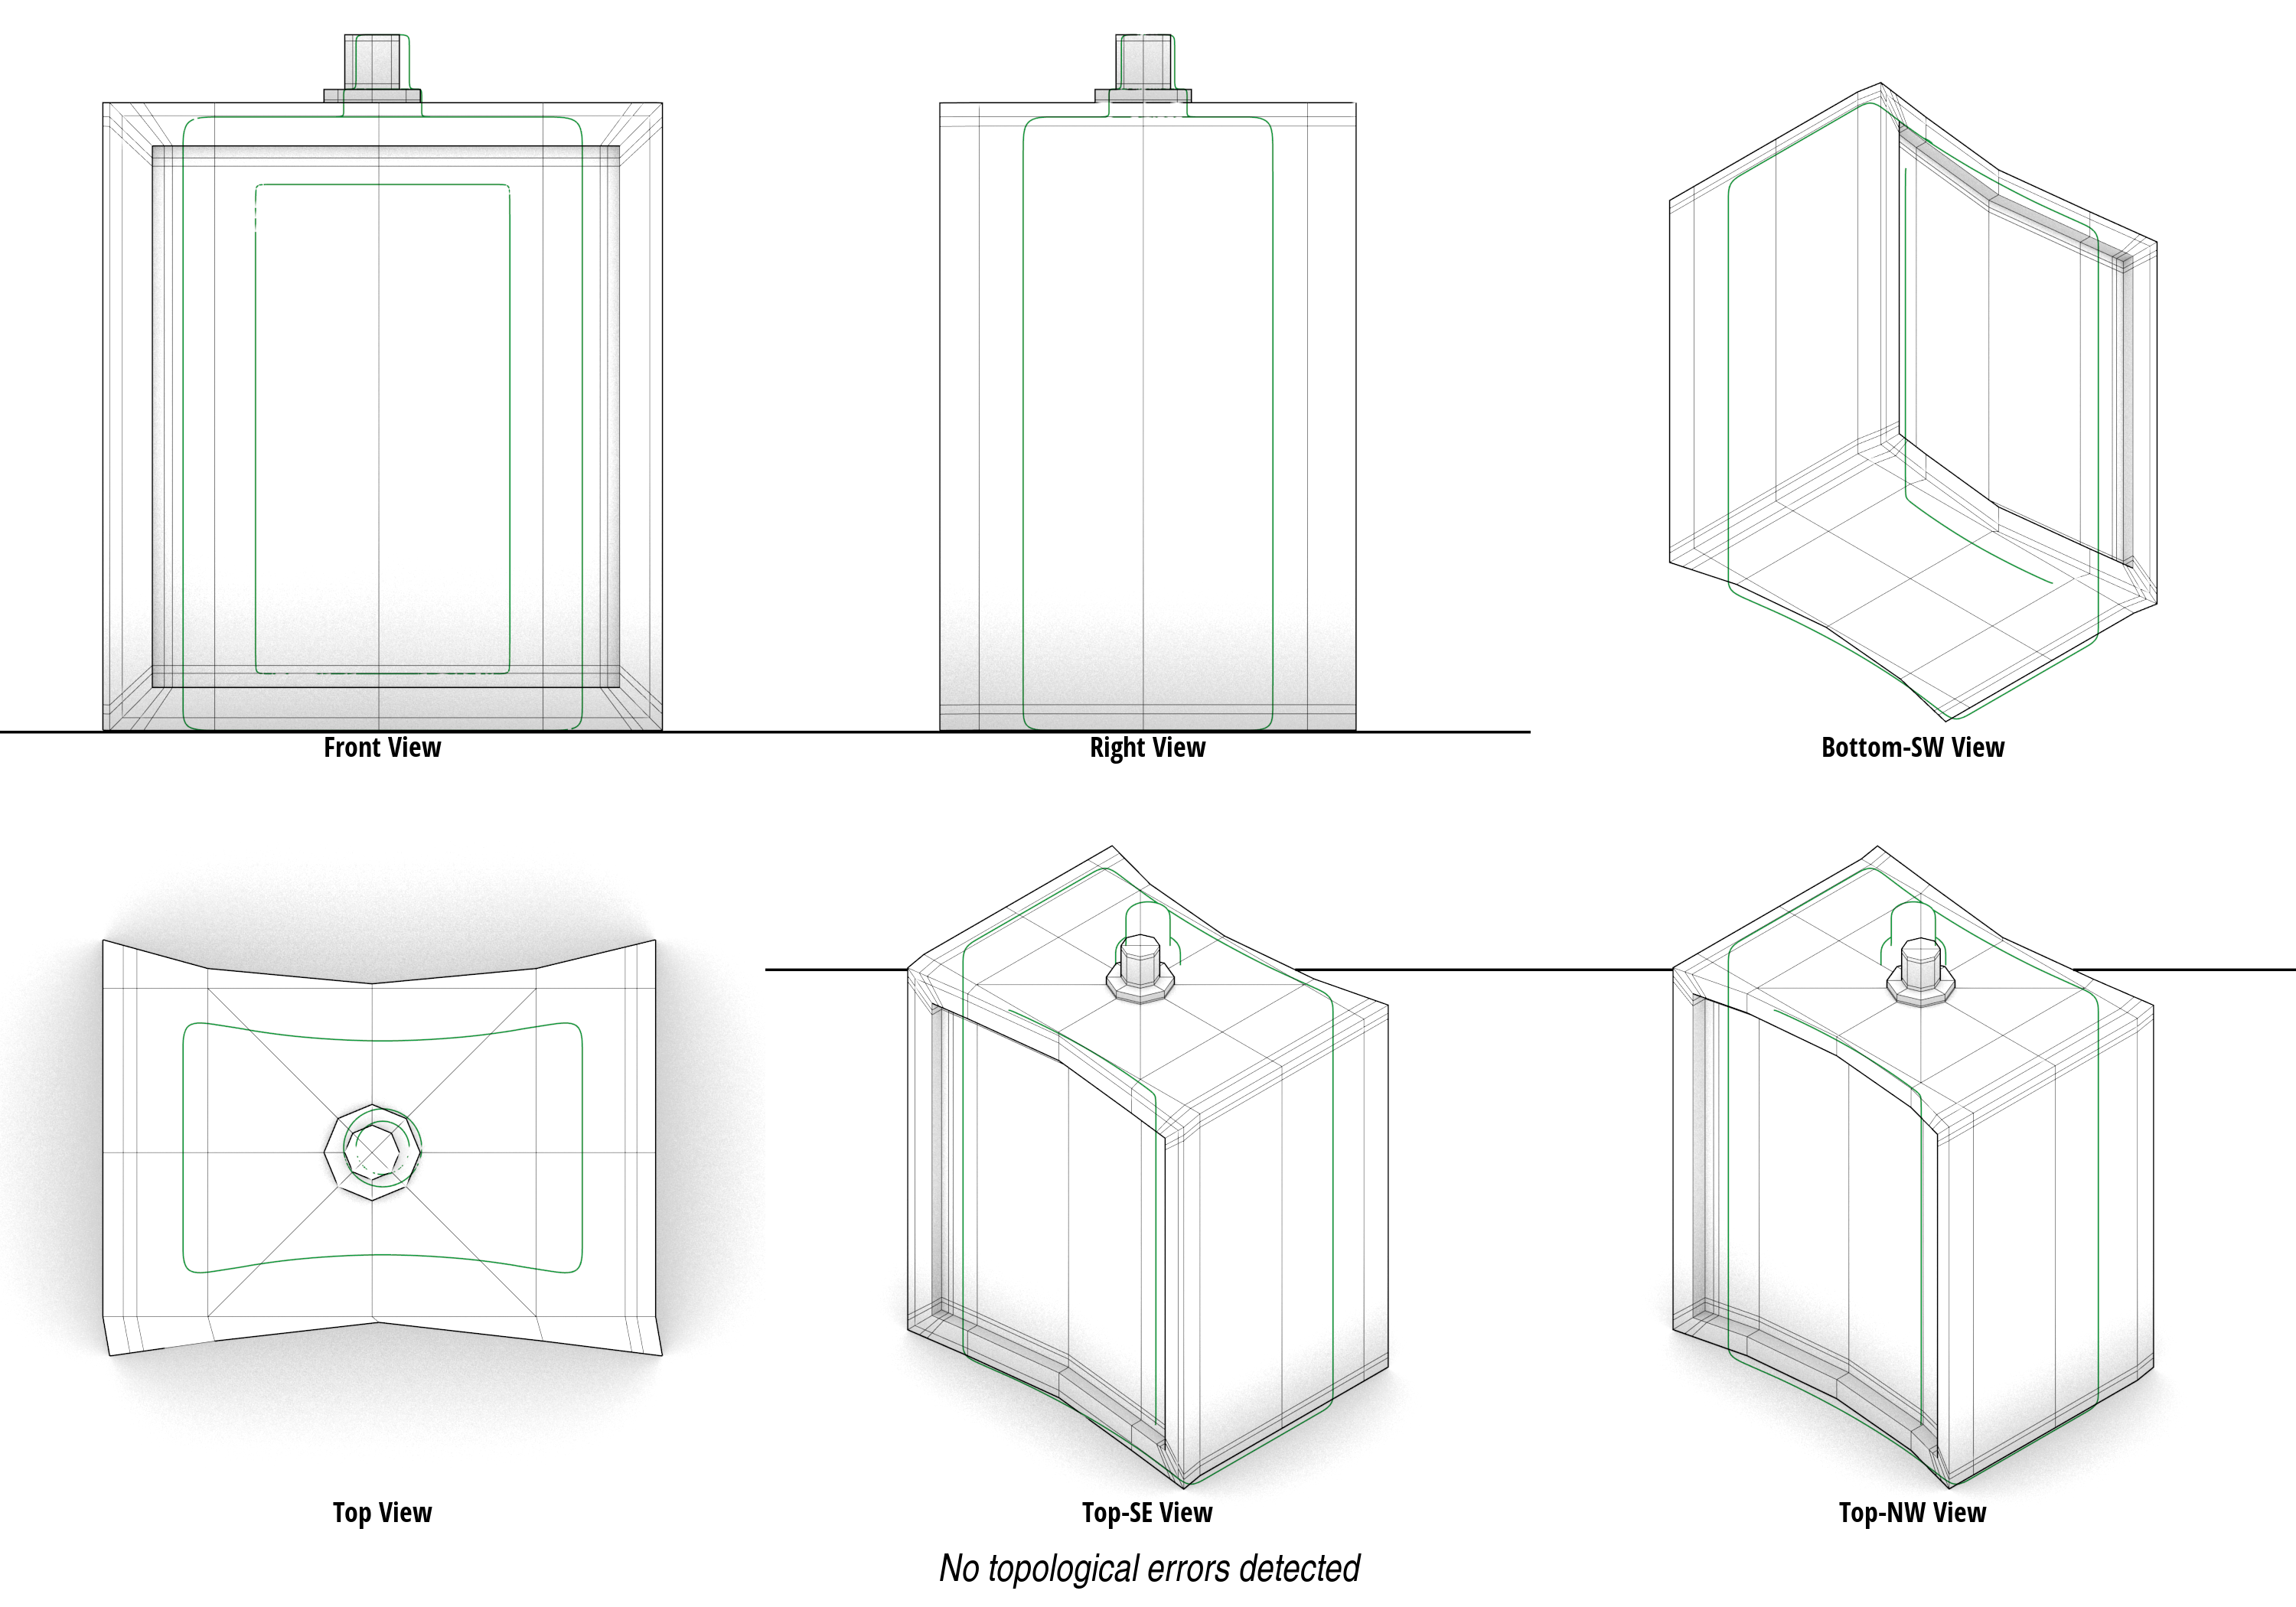 Front View
Right View
Bottom-SW View
Top View
Top-SE View
Top-NW View
No topological errors detected